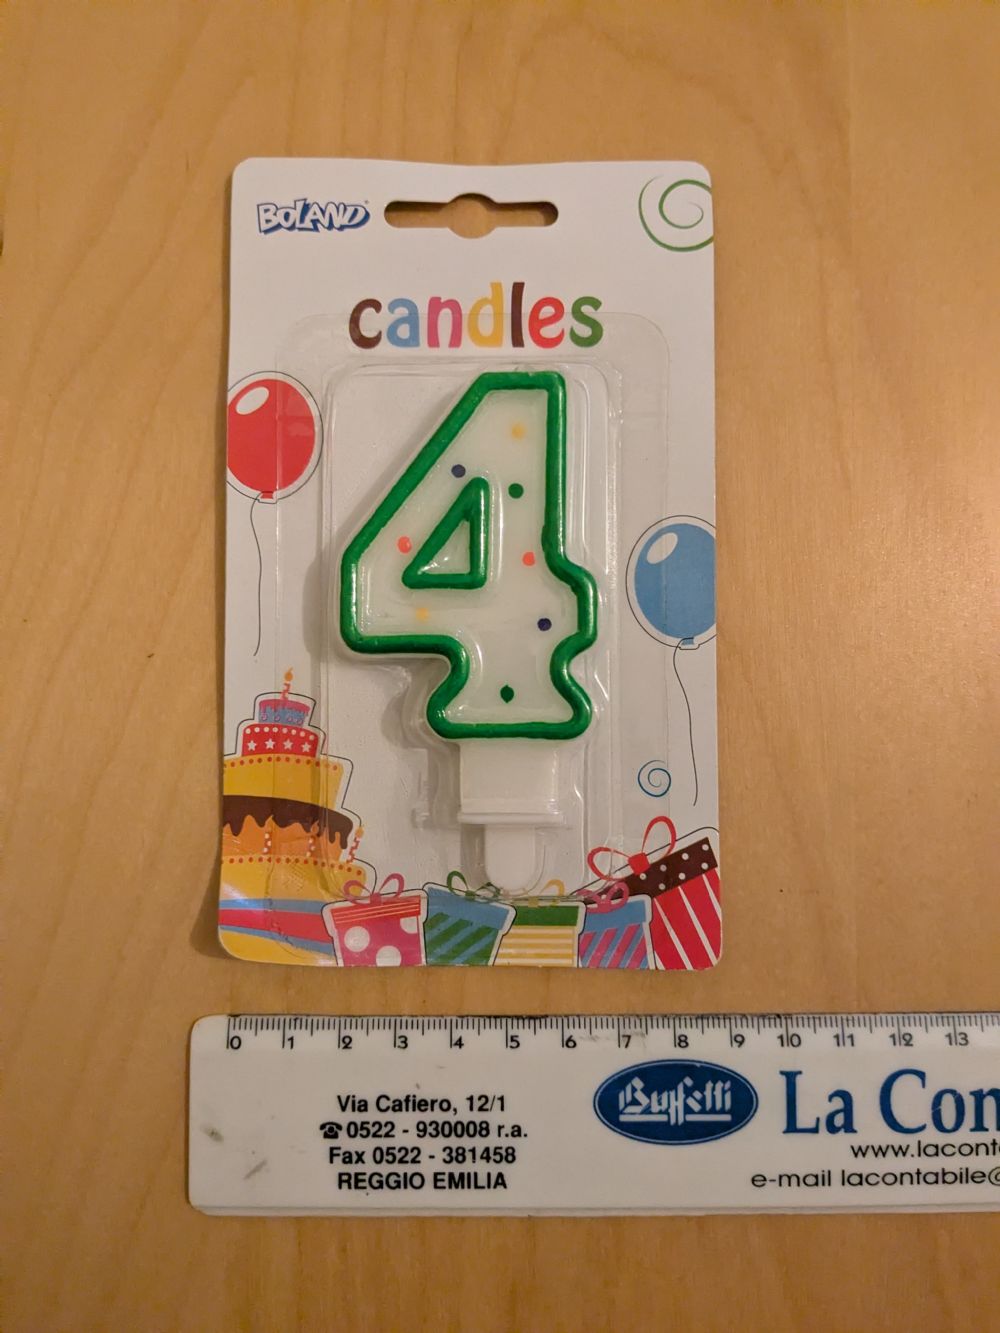 BOLAND
candles
4
0 1 2 3 4 5 6 7 8 9 10 11 12 13
Via Cafiero, 12/1
☎ 0522 - 930008 r.a.
Fax 0522 - 381458
REGGIO EMILIA
Buffetti
La Con
www.lacont
e-mail lacontabile@